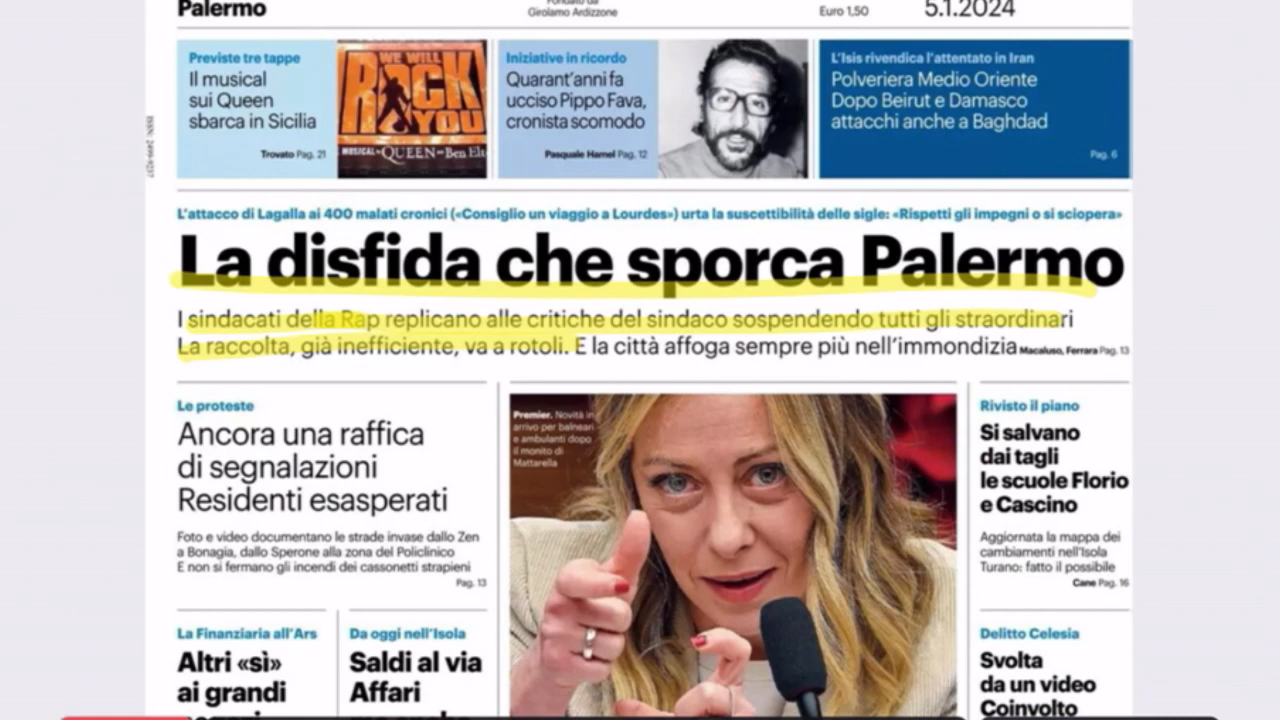 Palermo
Fondato da
Girolamo Ardizzone
Euro 1,50
5.1.2024
ISSN: 2499-9237
Previste tre tappe
Il musical
sui Queen
sbarca in Sicilia
Trovato Pag. 21
WE WILL
ROCK
YOU
MUSICAL QUEEN Ben Elt
Iniziative in ricordo
Quarant'anni fa
ucciso Pippo Fava,
cronista scomodo
Pasquale Hamel Pag. 12
L'Isis rivendica l'attentato in Iran
Polveriera Medio Oriente
Dopo Beirut e Damasco
attacchi anche a Baghdad
Pag. 6
L'attacco di Lagalla ai 400 malati cronici («Consiglio un viaggio a Lourdes») urta la suscettibilità delle sigle: «Rispetti gli impegni o si sciopera»
La disfida che sporca Palermo
I sindacati della Rap replicano alle critiche del sindaco sospendendo tutti gli straordinari
La raccolta, già inefficiente, va a rotoli. E la città affoga sempre più nell'immondizia Macaluso, Ferrara Pag. 13
Le proteste
Ancora una raffica
di segnalazioni
Residenti esasperati
Foto e video documentano le strade invase dallo Zen
a Bonagia, dallo Sperone alla zona del Policlinico
E non si fermano gli incendi dei cassonetti strapieni
Pag. 13
La Finanziaria all'Ars
Altri «sì»
ai grandi
Da oggi nell'Isola
Saldi al via
Affari
Premier. Novità in
arrivo per balneari
e ambulanti dopo
il monito di
Mattarella
Rivisto il piano
Si salvano
dai tagli
le scuole Florio
e Cascino
Aggiornata la mappa dei
cambiamenti nell'Isola
Turano: fatto il possibile
Cane Pag. 16
Delitto Celesia
Svolta
da un video
Coinvolto